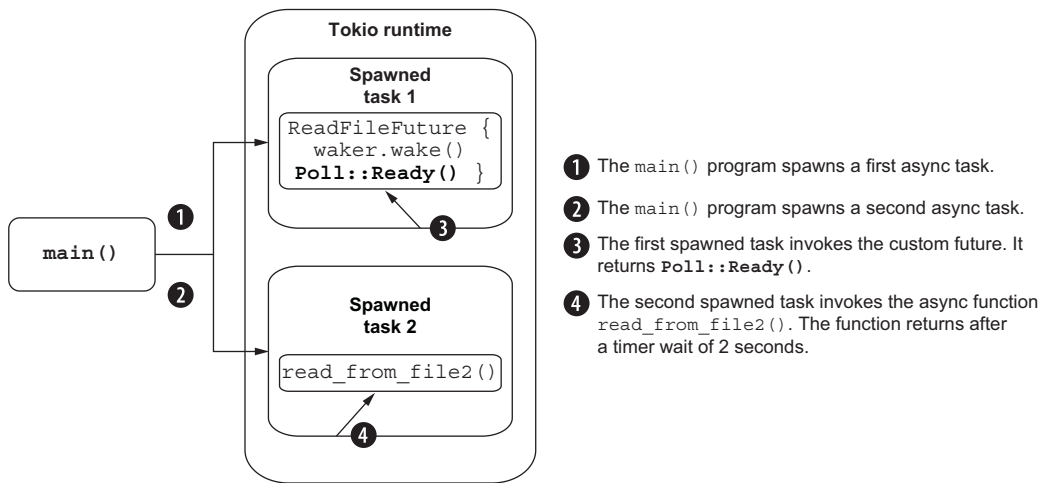 Tokio runtime
Spawned
task 1
ReadFileFuture {
waker.wake()
Poll::Ready() }
3
1
main()
2
Spawned
task 2
read_from_file2()
4
1 The main() program spawns a first async task.
2 The main() program spawns a second async task.
3 The first spawned task invokes the custom future. It
returns Poll::Ready().
4 The second spawned task invokes the async function
read_from_file2(). The function returns after
a timer wait of 2 seconds.